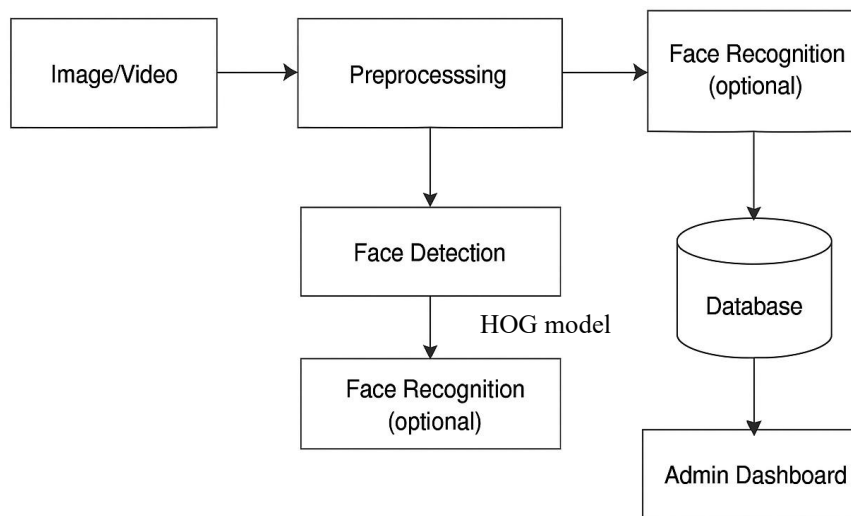 Image/Video
Preprocesssing
Face Recognition
(optional)
Face Detection
HOG model
Database
Face Recognition
(optional)
Admin Dashboard